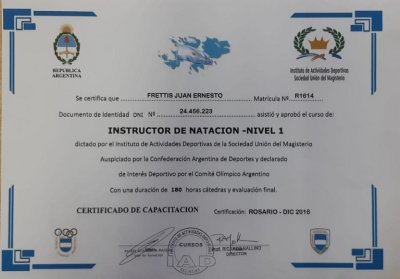 REPUBLICA
ARGENTINA
Instituto de Actividades Deportivas
Sociedad Unión del Magisterio
Se certifica que FRETTIS JUAN ERNESTO Matrícula Nº R1614
Documento de Identidad DNI Nº 24.456.223 asistió y aprobó el curso de:
INSTRUCTOR DE NATACION -NIVEL 1
dictado por el Instituto de Actividades Deportivas de la Sociedad Unión del Magisterio
Auspiciado por la Confederación Argentina de Deportes y declarado
de Interés Deportivo por el Comité Olímpico Argentino
Con una duración de 180 horas cátedras y evaluación final.
CERTIFICADO DE CAPACITACION
Certificación: ROSARIO - DIC 2016
CURSOS
IAD
DIRECTOR